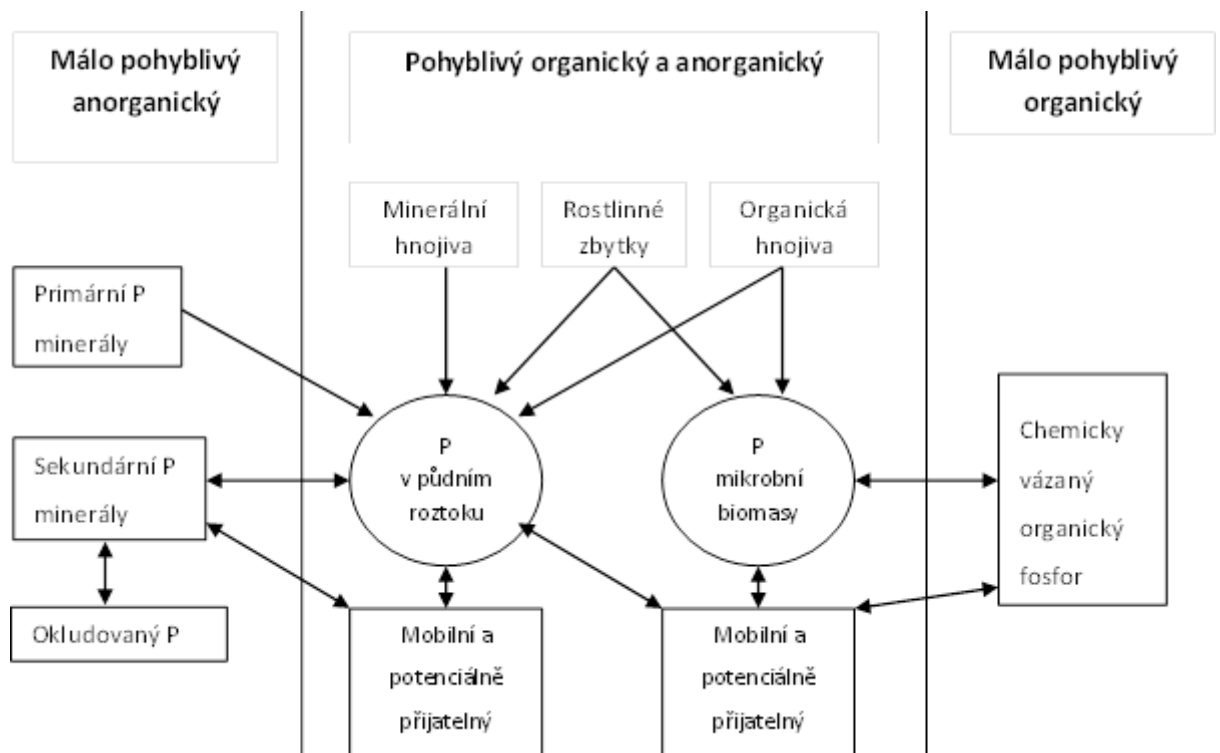 Málo pohyblivý
anorganický
Pohyblivý organický a anorganický
Málo pohyblivý
organický
Minerální
hnojiva
Rostlinné
zbytky
Organická
hnojiva
Primární P
minerály
P
v půdním
roztoku
P
mikrobní
biomasy
Chemicky
vázaný
organický
fosfor
Sekundární P
minerály
Okludovaný P
Mobilní a
potenciálně
přijatelný
Mobilní a
potenciálně
přijatelný